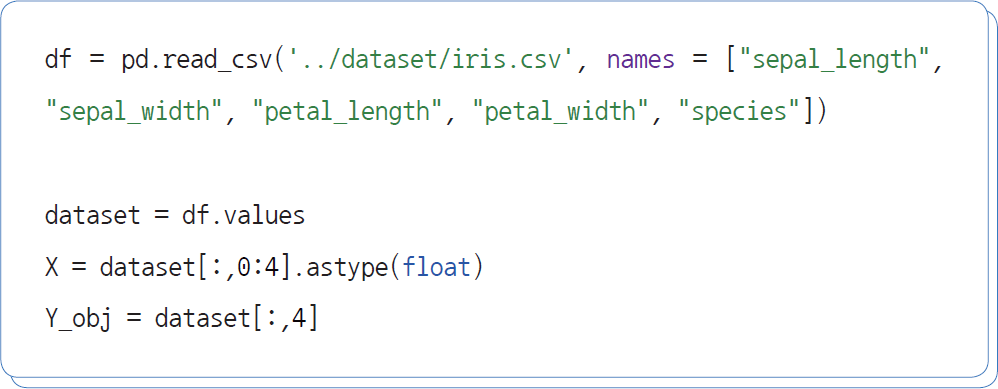 df = pd.read_csv('../dataset/iris.csv', names = ["sepal_length",
"sepal_width", "petal_length", "petal_width", "species"])
dataset = df.values
X = dataset[:,0:4].astype(float)
Y_obj = dataset[:,4]